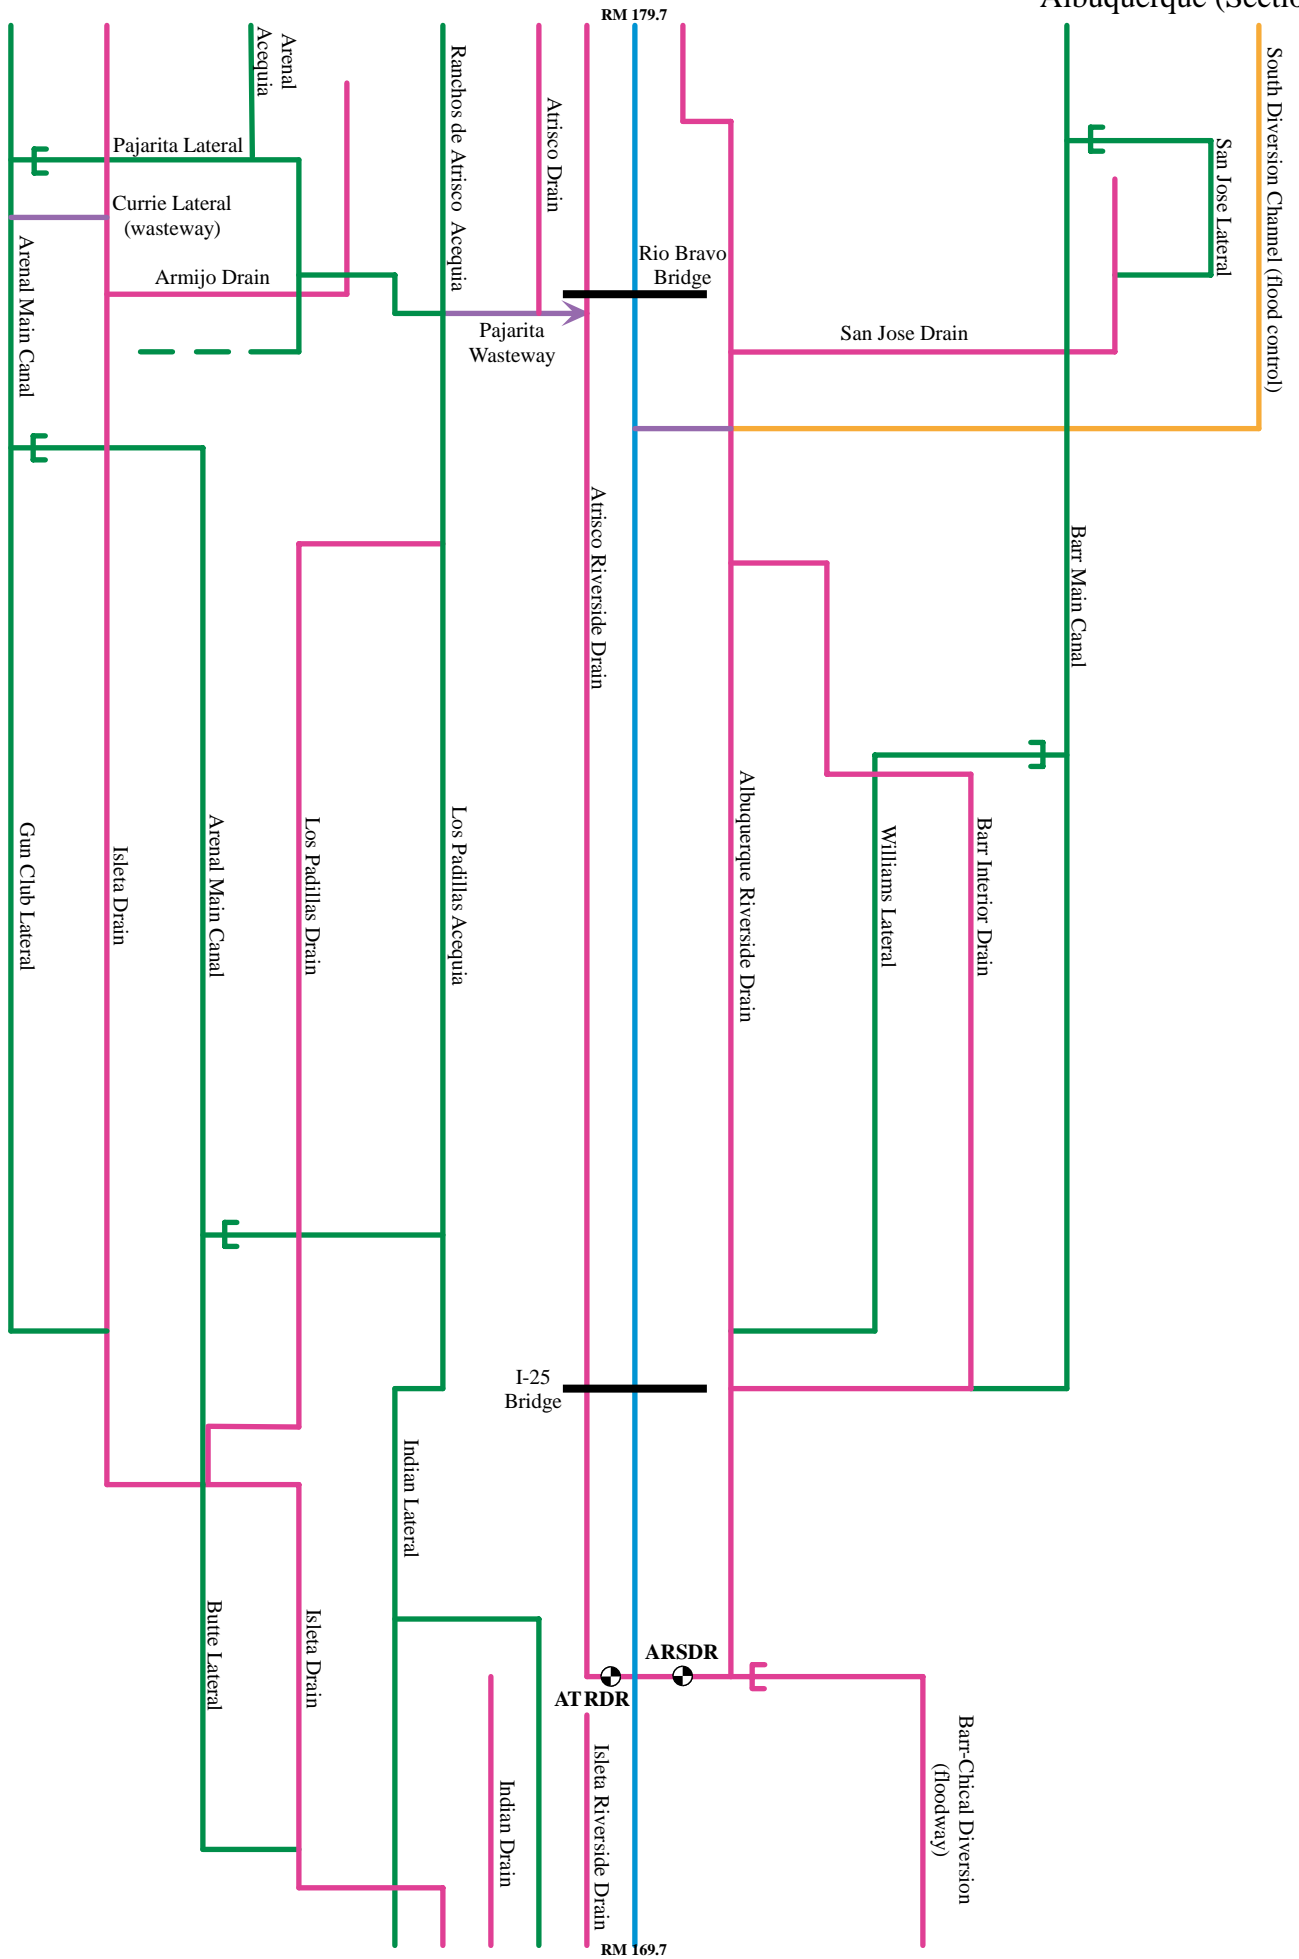 Albuquerque (Sectio
RM 179.7
Arenal
Acequia
Ranchos de Atrisco Acequia
Atrisco Drain
South Diversion Channel (flood control)
Pajarita Lateral
San Jose Lateral
Currie Lateral
(wasteway)
Arenal Main Canal
Armijo Drain
Rio Bravo
Bridge
Pajarita
Wasteway
San Jose Drain
Atrisco Riverside Drain
Barr Main Canal
Gun Club Lateral
Isleta Drain
Arenal Main Canal
Los Padillas Drain
Los Padillas Acequia
Albuquerque Riverside Drain
Williams Lateral
Barr Interior Drain
I-25
Bridge
Indian Lateral
Butte Lateral
Isleta Drain
ARSDR
ATRDR
Indian Drain
Isleta Riverside Drain
Barr-Chical Diversion
(floodway)
RM 169.7